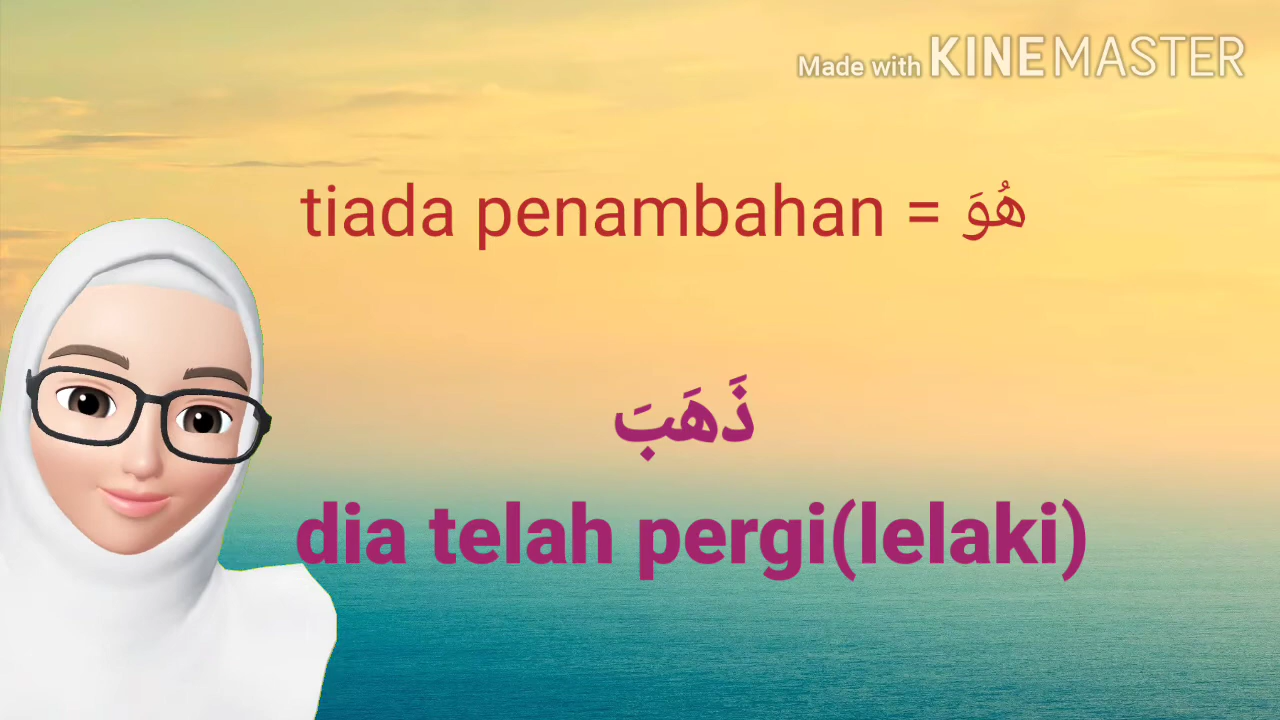 Made with KINEMASTER
tiada penambahan = هُوَ
ذَهَبَ
dia telah pergi(lelaki)